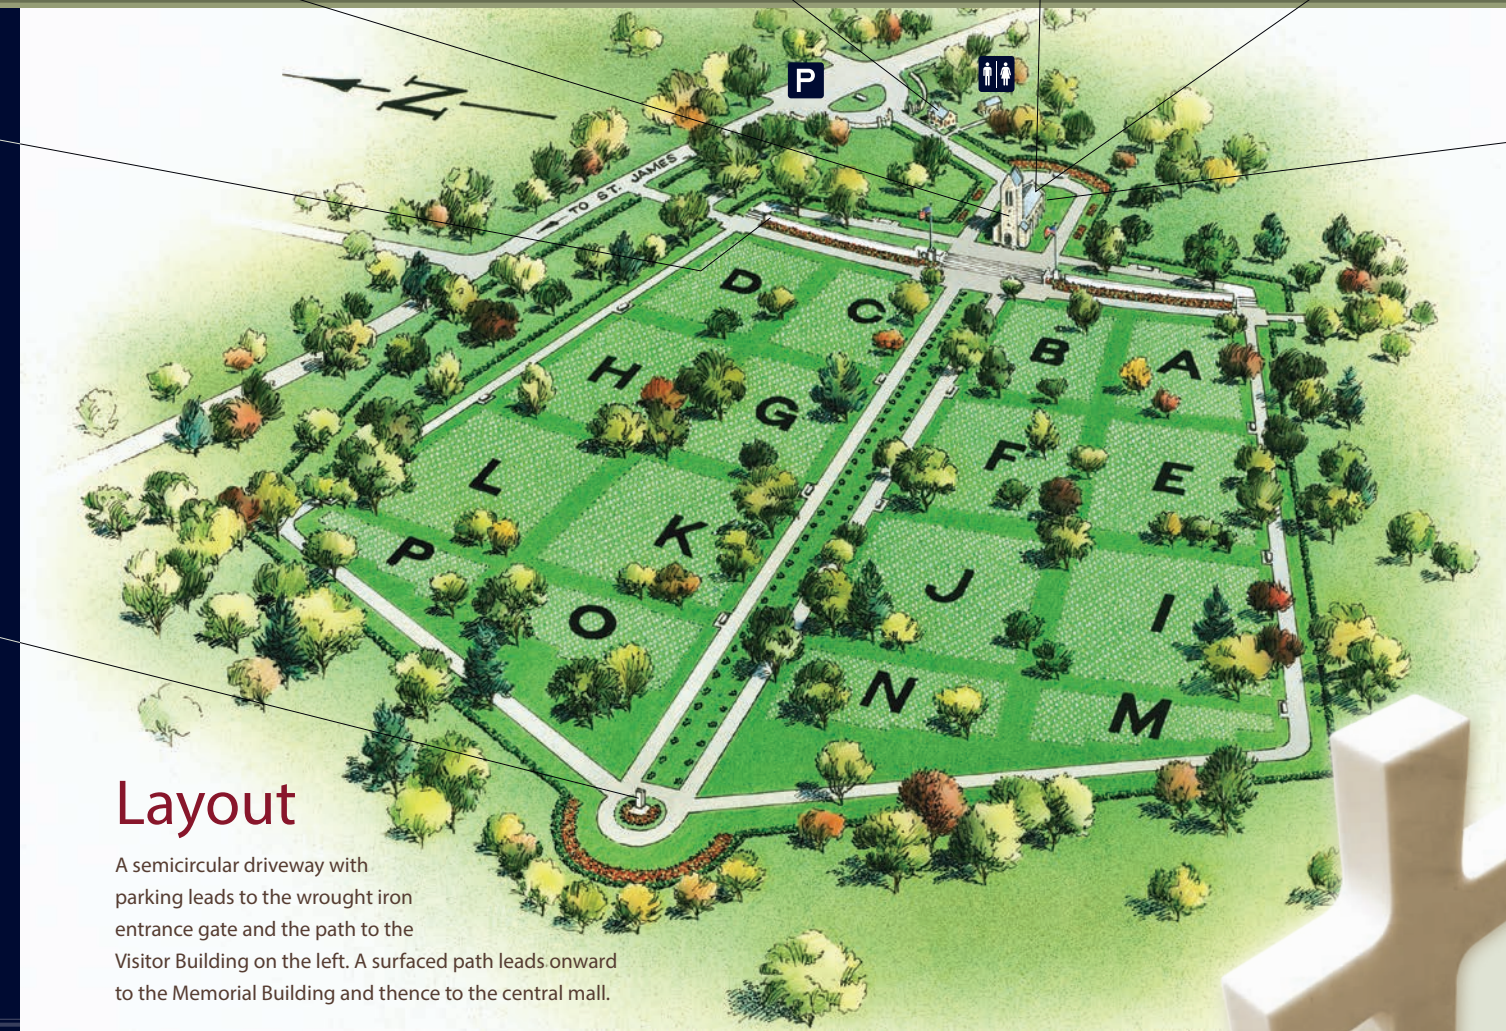 N
P
← TO ST. JAMES →
D
C
B
A
H
G
F
E
L
K
J
I
P
O
N
M
Layout
A semicircular driveway with
parking leads to the wrought iron
entrance gate and the path to the
Visitor Building on the left. A surfaced path leads onward
to the Memorial Building and thence to the central mall.